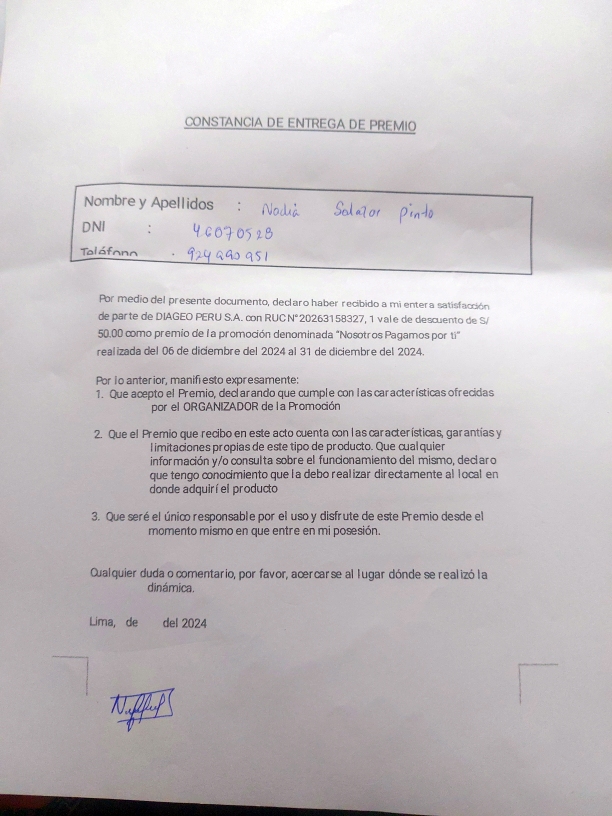 CONSTANCIA DE ENTREGA DE PREMIO
Nombre y Apellidos : Nadia Salazar Pinto
DNI : 46070528
Teléfono : 924990951
Por medio del presente documento, declaro haber recibido a mi entera satisfacción
de parte de DIAGEO PERU S.A. con RUC N° 20263158327, 1 vale de descuento de S/
50.00 como premio de la promoción denominada "Nosotros Pagamos por ti"
realizada del 06 de diciembre del 2024 al 31 de diciembre del 2024.
Por lo anterior, manifiesto expresamente:
1. Que acepto el Premio, declarando que cumple con las características ofrecidas
por el ORGANIZADOR de la Promoción
2. Que el Premio que recibo en este acto cuenta con las características, garantías y
limitaciones propias de este tipo de producto. Que cualquier
información y/o consulta sobre el funcionamiento del mismo, declaro
que tengo conocimiento que la debo realizar directamente al local en
donde adquirí el producto
3. Que seré el único responsable por el uso y disfrute de este Premio desde el
momento mismo en que entre en mi posesión.
Cualquier duda o comentario, por favor, acercarse al lugar dónde se realizó la
dinámica.
Lima, de del 2024